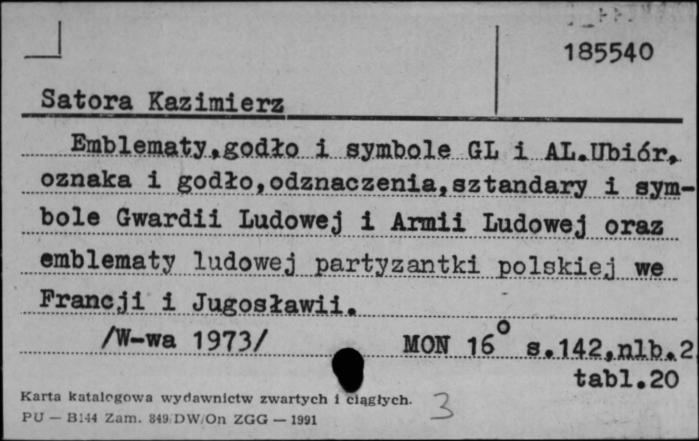 185540
Satora Kazimierz
Emblematy,godło i symbole GL i AL.Ubiór,
oznaka i godło,odznaczenia,sztandary i sym-
bole Gwardii Ludowej i Armii Ludowej oraz
emblematy ludowej partyzantki polskiej we
Francji i Jugosławii.
/W-wa 1973/ MON 16° s.142,nlb.2
tabl.20
Karta katalogowa wydawnictw zwartych i ciągłych. 3
PU — B144 Zam. 849/DW/On ZGG — 1991